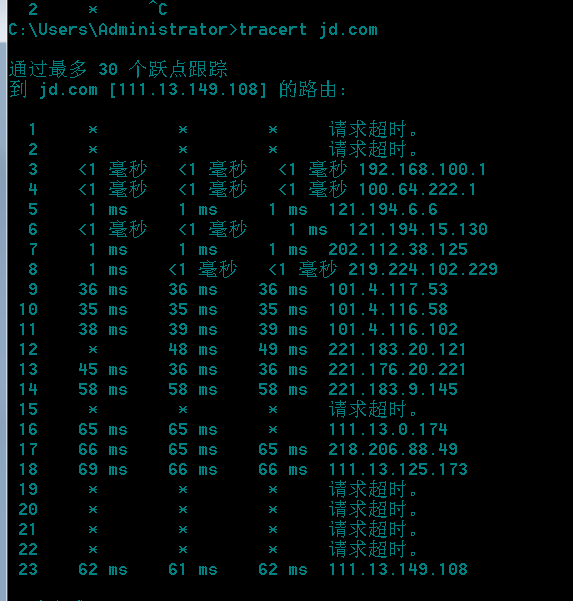 2 * ^C
C:\Users\Administrator>tracert jd.com
通过最多 30 个跃点跟踪
到 jd.com [111.13.149.108] 的路由:
1 * * * 请求超时。
2 * * * 请求超时。
3 <1 毫秒 <1 毫秒 <1 毫秒 192.168.100.1
4 <1 毫秒 <1 毫秒 <1 毫秒 100.64.222.1
5 1 ms 1 ms 1 ms 121.194.6.6
6 <1 毫秒 <1 毫秒 1 ms 121.194.15.130
7 1 ms 1 ms 1 ms 202.112.38.125
8 1 ms <1 毫秒 <1 毫秒 219.224.102.229
9 36 ms 36 ms 36 ms 101.4.117.53
10 35 ms 35 ms 35 ms 101.4.116.58
11 38 ms 39 ms 39 ms 101.4.116.102
12 * 48 ms 49 ms 221.183.20.121
13 45 ms 36 ms 36 ms 221.176.20.221
14 58 ms 58 ms 58 ms 221.183.9.145
15 * * * 请求超时。
16 65 ms 65 ms * 111.13.0.174
17 66 ms 65 ms 65 ms 218.206.88.49
18 69 ms 66 ms 66 ms 111.13.125.173
19 * * * 请求超时。
20 * * * 请求超时。
21 * * * 请求超时。
22 * * * 请求超时。
23 62 ms 61 ms 62 ms 111.13.149.108